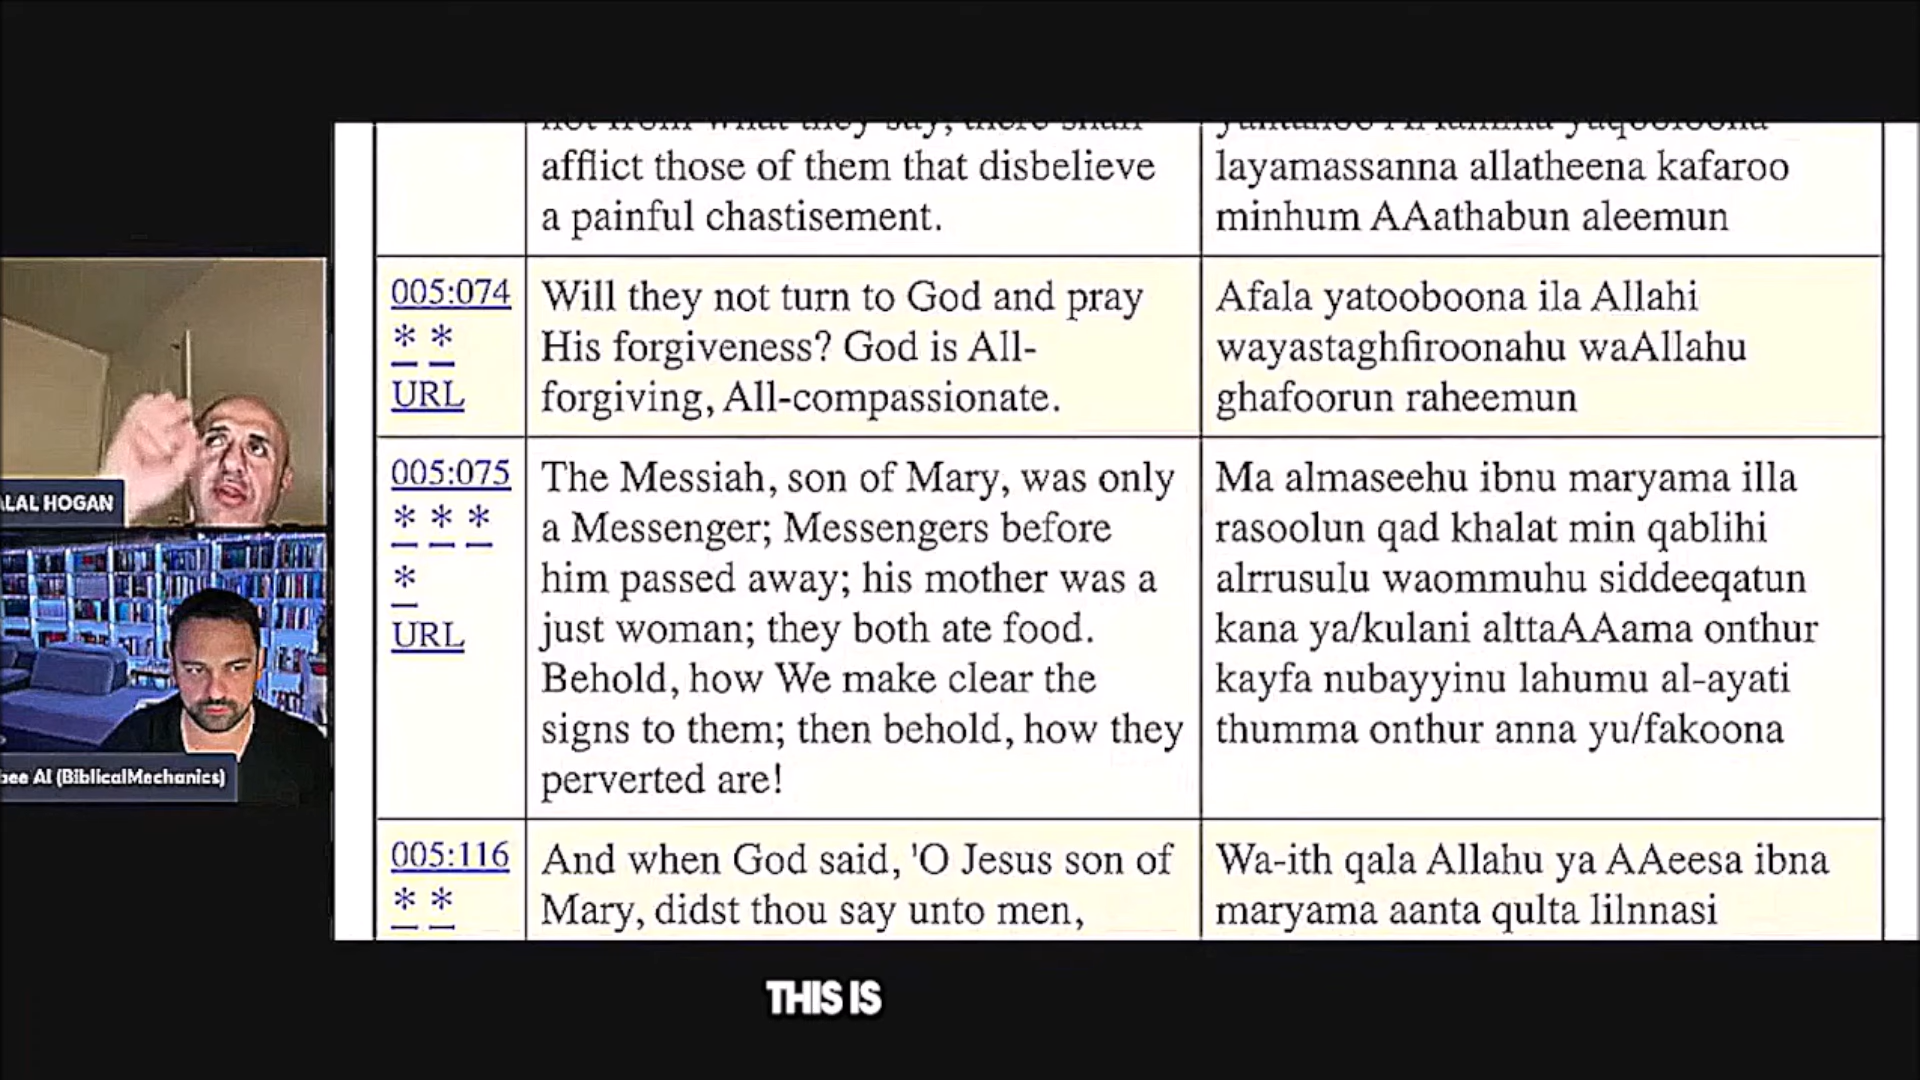 afflict those of them that disbelieve
a painful chastisement.
layamassanna allatheena kafaroo
minhum AAathabun aleemun
005:074
* *
URL
Will they not turn to God and pray
His forgiveness? God is All-
forgiving, All-compassionate.
Afala yatooboona ila Allahi
wayastaghfiroonahu waAllahu
ghafoorun raheemun
005:075
* * *
*
URL
The Messiah, son of Mary, was only
a Messenger; Messengers before
him passed away; his mother was a
just woman; they both ate food.
Behold, how We make clear the
signs to them; then behold, how they
perverted are!
Ma almaseehu ibnu maryama illa
rasoolun qad khalat min qablihi
alrrusulu waommuhu siddeeqatun
kana ya/kulani alttaAAama onthur
kayfa nubayyinu lahumu al-ayati
thumma onthur anna yu/fakoona
005:116
* *
And when God said, 'O Jesus son of
Mary, didst thou say unto men,
Wa-ith qala Allahu ya AAeesa ibna
maryama aanta qulta lilnnasi
HOGAN
(BiblicalMechanics)
THIS IS